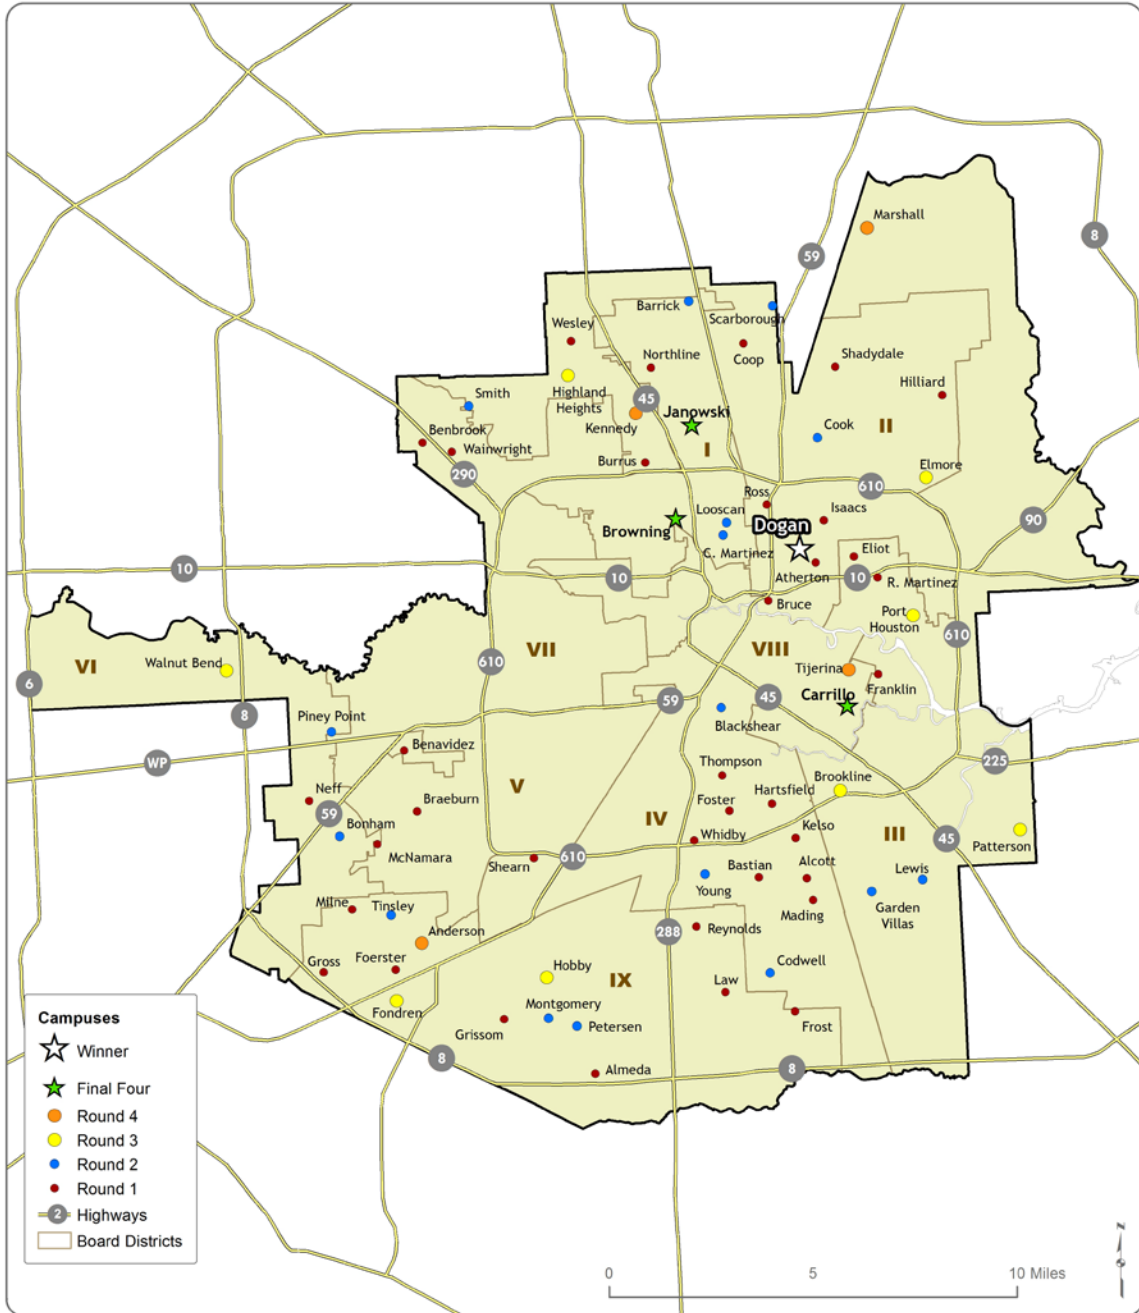 Marshall
8
59
Barrick
Scarborough
Wesley
Northline
Coop
Shadydale
Highland
Heights
Hilliard
Smith
45
Janowski
Kennedy
Cook
II
Benbrook
I
Wainwright
Burrus
Elmore
290
610
Ross
Looscan
Isaacs
90
Dogan
Browning
C. Martinez
Eliot
10
10
Atherton
10
R. Martinez
Bruce
Port
Houston
610
VII
VIII
VI
Walnut Bend
610
Tijerina
6
Franklin
Carrillo
59
45
8
Piney Point
Blackshear
Benavidez
WP
225
Thompson
Brookline
V
Hartsfield
Neff
Braeburn
Foster
59
IV
Bonham
Whidby
Kelso
III
45
Patterson
McNamara
Shearn
610
Bastian
Alcott
Lewis
Young
Milne
Tinsley
Mading
Garden
Villas
Anderson
288
Reynolds
Gross
Foerster
Hobby
Codwell
IX
Law
Fondren
Montgomery
Grissom
Petersen
Frost
8
Almeda
8
Campuses
Winner
Final Four
Round 4
Round 3
Round 2
Round 1
2
Highways
Board Districts
N
0
5
10 Miles